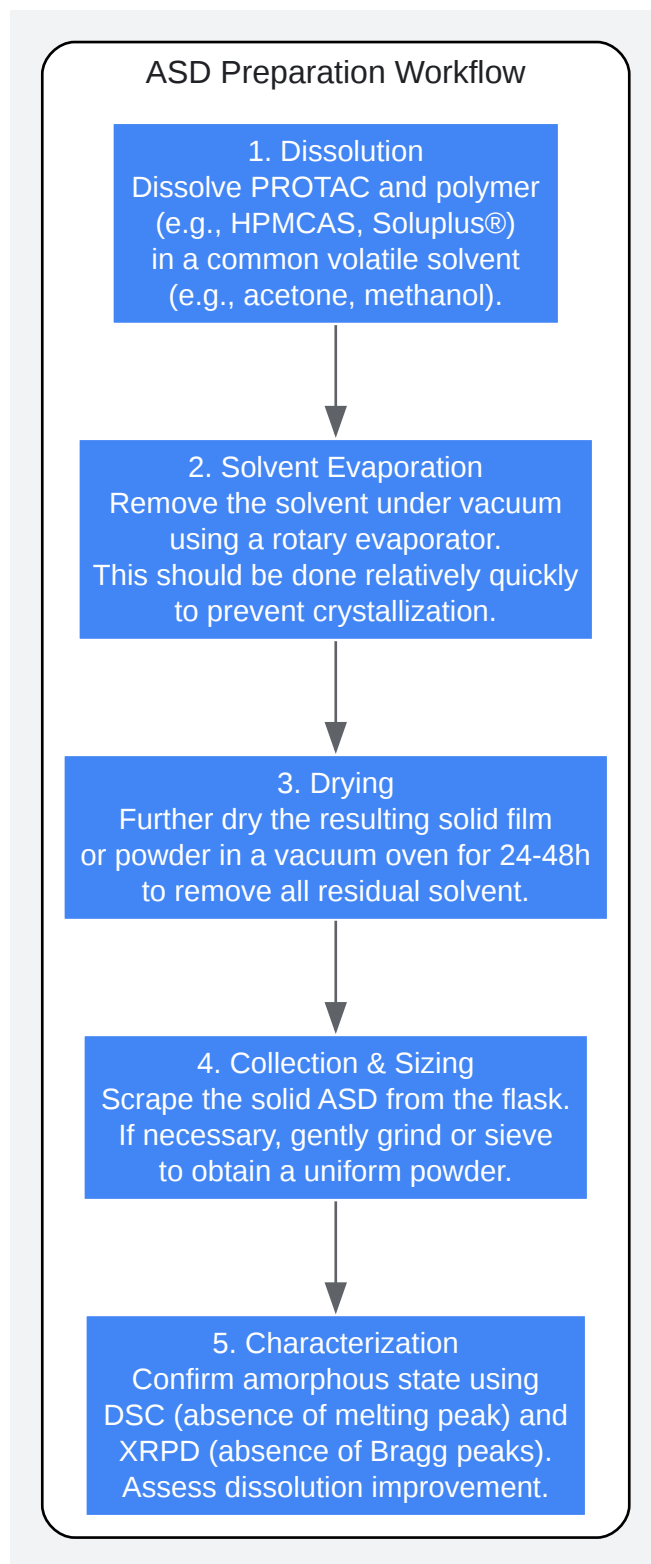 ASD Preparation Workflow
1. Dissolution
Dissolve PROTAC and polymer
(e.g., HPMCAS, Soluplus®)
in a common volatile solvent
(e.g., acetone, methanol).
2. Solvent Evaporation
Remove the solvent under vacuum
using a rotary evaporator.
This should be done relatively quickly
to prevent crystallization.
3. Drying
Further dry the resulting solid film
or powder in a vacuum oven for 24-48h
to remove all residual solvent.
4. Collection & Sizing
Scrape the solid ASD from the flask.
If necessary, gently grind or sieve
to obtain a uniform powder.
5. Characterization
Confirm amorphous state using
DSC (absence of melting peak) and
XRPD (absence of Bragg peaks).
Assess dissolution improvement.